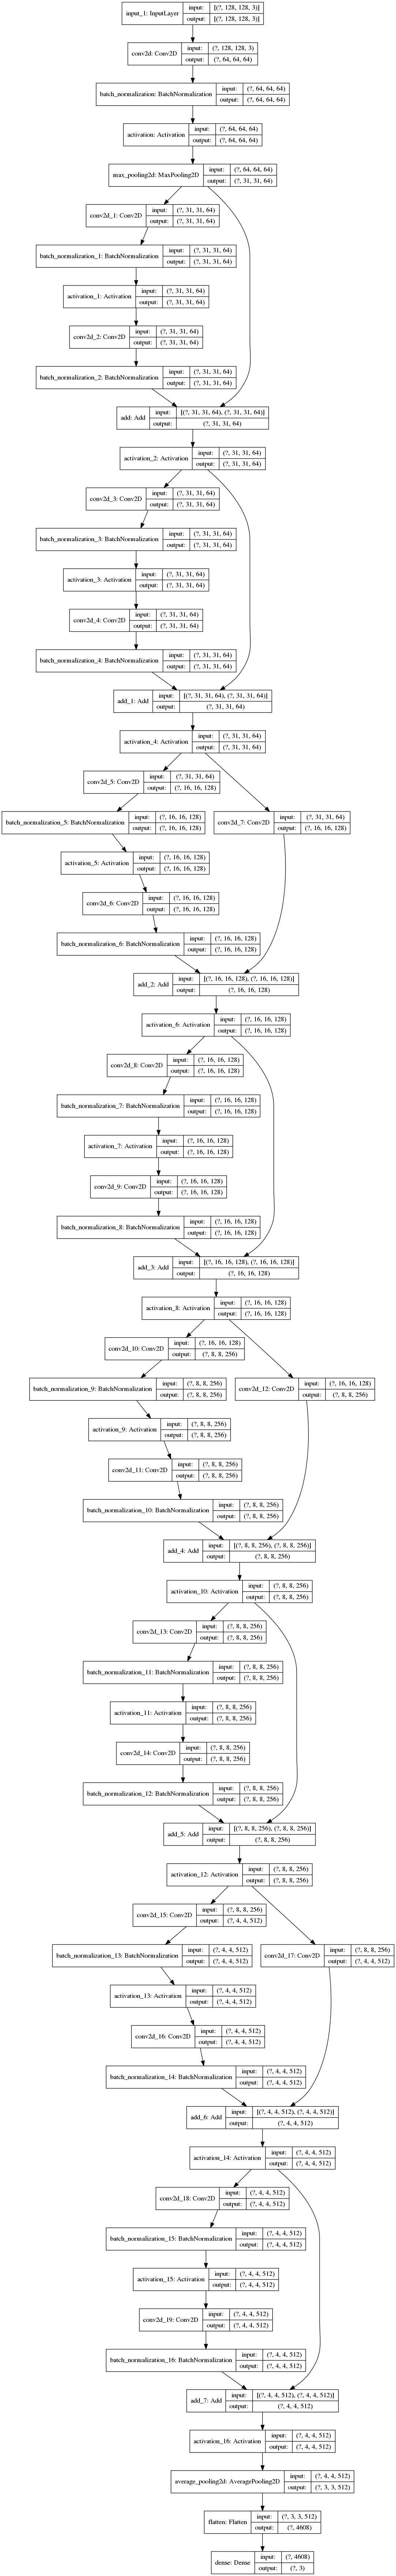 input_1: InputLayer
input: [(?, 128, 128, 3)]
output: [(?, 128, 128, 3)]
conv2d: Conv2D
input: (?, 128, 128, 3)
output: (?, 64, 64, 64)
batch_normalization: BatchNormalization
input: (?, 64, 64, 64)
output: (?, 64, 64, 64)
activation: Activation
input: (?, 64, 64, 64)
output: (?, 64, 64, 64)
max_pooling2d: MaxPooling2D
input: (?, 64, 64, 64)
output: (?, 31, 31, 64)
conv2d_1: Conv2D
input: (?, 31, 31, 64)
output: (?, 31, 31, 64)
batch_normalization_1: BatchNormalization
input: (?, 31, 31, 64)
output: (?, 31, 31, 64)
activation_1: Activation
input: (?, 31, 31, 64)
output: (?, 31, 31, 64)
conv2d_2: Conv2D
input: (?, 31, 31, 64)
output: (?, 31, 31, 64)
batch_normalization_2: BatchNormalization
input: (?, 31, 31, 64)
output: (?, 31, 31, 64)
add: Add
input: [(?, 31, 31, 64), (?, 31, 31, 64)]
output: (?, 31, 31, 64)
activation_2: Activation
input: (?, 31, 31, 64)
output: (?, 31, 31, 64)
conv2d_3: Conv2D
input: (?, 31, 31, 64)
output: (?, 31, 31, 64)
batch_normalization_3: BatchNormalization
input: (?, 31, 31, 64)
output: (?, 31, 31, 64)
activation_3: Activation
input: (?, 31, 31, 64)
output: (?, 31, 31, 64)
conv2d_4: Conv2D
input: (?, 31, 31, 64)
output: (?, 31, 31, 64)
batch_normalization_4: BatchNormalization
input: (?, 31, 31, 64)
output: (?, 31, 31, 64)
add_1: Add
input: [(?, 31, 31, 64), (?, 31, 31, 64)]
output: (?, 31, 31, 64)
activation_4: Activation
input: (?, 31, 31, 64)
output: (?, 31, 31, 64)
conv2d_5: Conv2D
input: (?, 31, 31, 64)
output: (?, 16, 16, 128)
batch_normalization_5: BatchNormalization
input: (?, 16, 16, 128)
output: (?, 16, 16, 128)
conv2d_7: Conv2D
input: (?, 31, 31, 64)
output: (?, 16, 16, 128)
activation_5: Activation
input: (?, 16, 16, 128)
output: (?, 16, 16, 128)
conv2d_6: Conv2D
input: (?, 16, 16, 128)
output: (?, 16, 16, 128)
batch_normalization_6: BatchNormalization
input: (?, 16, 16, 128)
output: (?, 16, 16, 128)
add_2: Add
input: [(?, 16, 16, 128), (?, 16, 16, 128)]
output: (?, 16, 16, 128)
activation_6: Activation
input: (?, 16, 16, 128)
output: (?, 16, 16, 128)
conv2d_8: Conv2D
input: (?, 16, 16, 128)
output: (?, 16, 16, 128)
batch_normalization_7: BatchNormalization
input: (?, 16, 16, 128)
output: (?, 16, 16, 128)
activation_7: Activation
input: (?, 16, 16, 128)
output: (?, 16, 16, 128)
conv2d_9: Conv2D
input: (?, 16, 16, 128)
output: (?, 16, 16, 128)
batch_normalization_8: BatchNormalization
input: (?, 16, 16, 128)
output: (?, 16, 16, 128)
add_3: Add
input: [(?, 16, 16, 128), (?, 16, 16, 128)]
output: (?, 16, 16, 128)
activation_8: Activation
input: (?, 16, 16, 128)
output: (?, 16, 16, 128)
conv2d_10: Conv2D
input: (?, 16, 16, 128)
output: (?, 8, 8, 256)
batch_normalization_9: BatchNormalization
input: (?, 8, 8, 256)
output: (?, 8, 8, 256)
conv2d_12: Conv2D
input: (?, 16, 16, 128)
output: (?, 8, 8, 256)
activation_9: Activation
input: (?, 8, 8, 256)
output: (?, 8, 8, 256)
conv2d_11: Conv2D
input: (?, 8, 8, 256)
output: (?, 8, 8, 256)
batch_normalization_10: BatchNormalization
input: (?, 8, 8, 256)
output: (?, 8, 8, 256)
add_4: Add
input: [(?, 8, 8, 256), (?, 8, 8, 256)]
output: (?, 8, 8, 256)
activation_10: Activation
input: (?, 8, 8, 256)
output: (?, 8, 8, 256)
conv2d_13: Conv2D
input: (?, 8, 8, 256)
output: (?, 8, 8, 256)
batch_normalization_11: BatchNormalization
input: (?, 8, 8, 256)
output: (?, 8, 8, 256)
activation_11: Activation
input: (?, 8, 8, 256)
output: (?, 8, 8, 256)
conv2d_14: Conv2D
input: (?, 8, 8, 256)
output: (?, 8, 8, 256)
batch_normalization_12: BatchNormalization
input: (?, 8, 8, 256)
output: (?, 8, 8, 256)
add_5: Add
input: [(?, 8, 8, 256), (?, 8, 8, 256)]
output: (?, 8, 8, 256)
activation_12: Activation
input: (?, 8, 8, 256)
output: (?, 8, 8, 256)
conv2d_15: Conv2D
input: (?, 8, 8, 256)
output: (?, 4, 4, 512)
batch_normalization_13: BatchNormalization
input: (?, 4, 4, 512)
output: (?, 4, 4, 512)
conv2d_17: Conv2D
input: (?, 8, 8, 256)
output: (?, 4, 4, 512)
activation_13: Activation
input: (?, 4, 4, 512)
output: (?, 4, 4, 512)
conv2d_16: Conv2D
input: (?, 4, 4, 512)
output: (?, 4, 4, 512)
batch_normalization_14: BatchNormalization
input: (?, 4, 4, 512)
output: (?, 4, 4, 512)
add_6: Add
input: [(?, 4, 4, 512), (?, 4, 4, 512)]
output: (?, 4, 4, 512)
activation_14: Activation
input: (?, 4, 4, 512)
output: (?, 4, 4, 512)
conv2d_18: Conv2D
input: (?, 4, 4, 512)
output: (?, 4, 4, 512)
batch_normalization_15: BatchNormalization
input: (?, 4, 4, 512)
output: (?, 4, 4, 512)
activation_15: Activation
input: (?, 4, 4, 512)
output: (?, 4, 4, 512)
conv2d_19: Conv2D
input: (?, 4, 4, 512)
output: (?, 4, 4, 512)
batch_normalization_16: BatchNormalization
input: (?, 4, 4, 512)
output: (?, 4, 4, 512)
add_7: Add
input: [(?, 4, 4, 512), (?, 4, 4, 512)]
output: (?, 4, 4, 512)
activation_16: Activation
input: (?, 4, 4, 512)
output: (?, 4, 4, 512)
average_pooling2d: AveragePooling2D
input: (?, 4, 4, 512)
output: (?, 3, 3, 512)
flatten: Flatten
input: (?, 3, 3, 512)
output: (?, 4608)
dense: Dense
input: (?, 4608)
output: (?, 3)